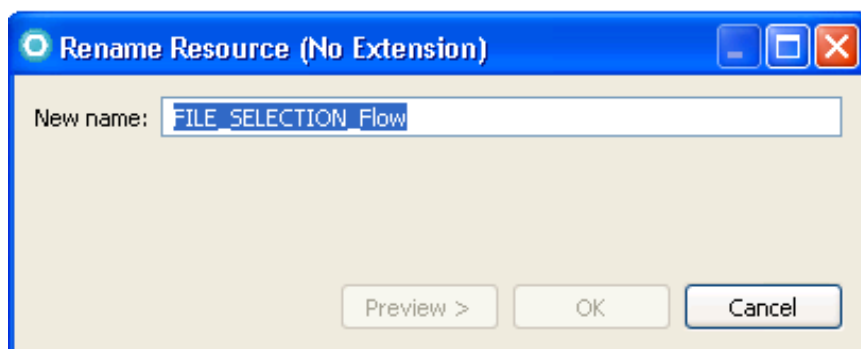 Rename Resource (No Extension)
New name: FILE_SELECTION_Flow
Preview > OK Cancel